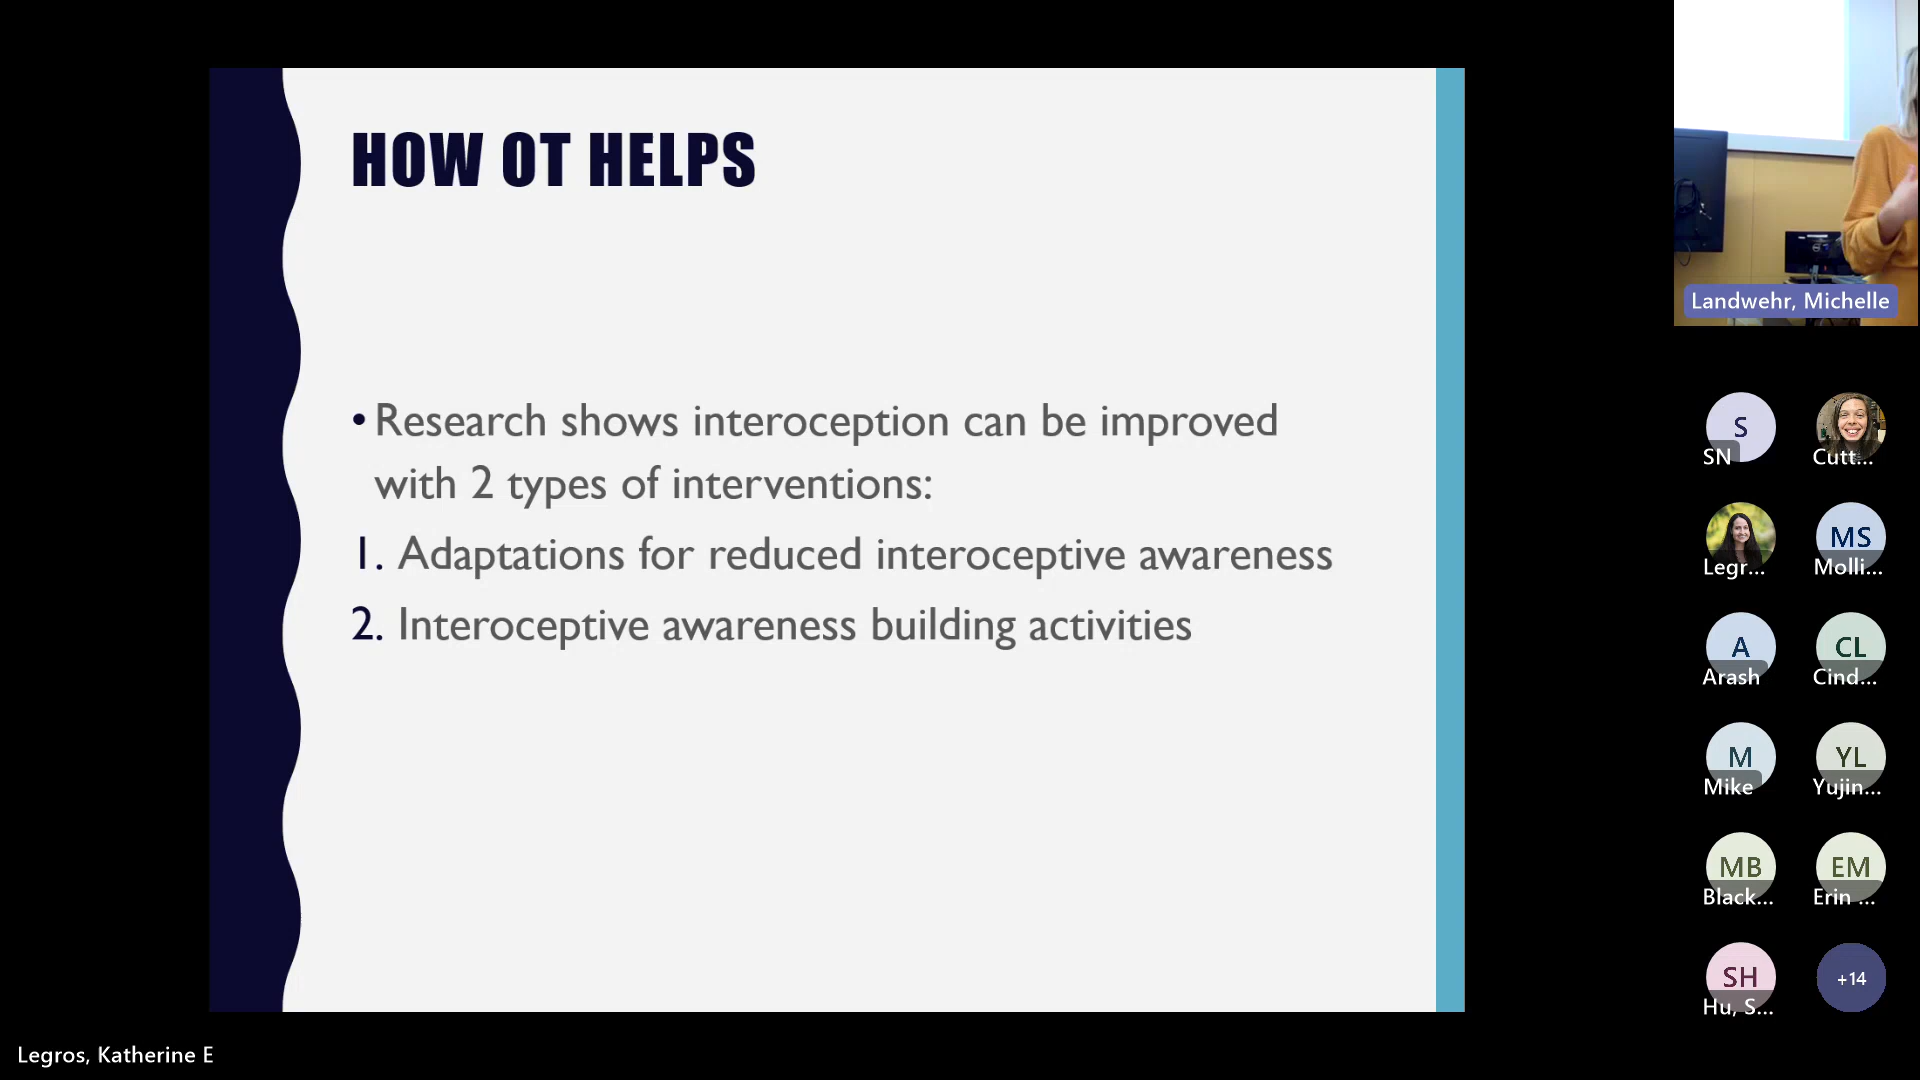 HOW OT HELPS
• Research shows interoception can be improved
with 2 types of interventions:
1. Adaptations for reduced interoceptive awareness
2. Interoceptive awareness building activities
Landwehr, Michelle
S
SN
Cutt...
Legr...
MS
Molli...
A
Arash
CL
Cind...
M
Mike
YL
Yujin...
MB
Black...
EM
Erin ...
SH
Hu, S...
+14
Legros, Katherine E